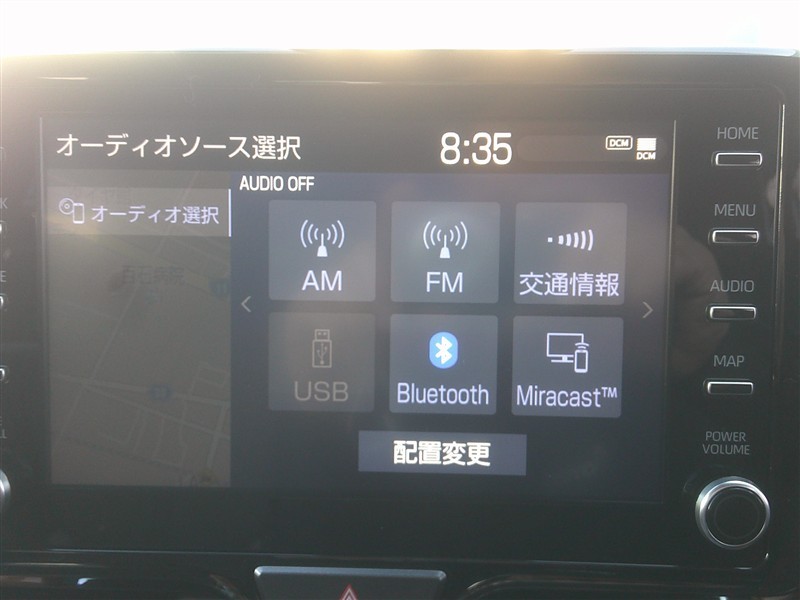 オーディオソース選択 8:35 DCM DCM
AUDIO OFF
オーディオ選択
AM FM 交通情報
USB Bluetooth Miracast™
配置変更
HOME
MENU
AUDIO
MAP
POWER
VOLUME